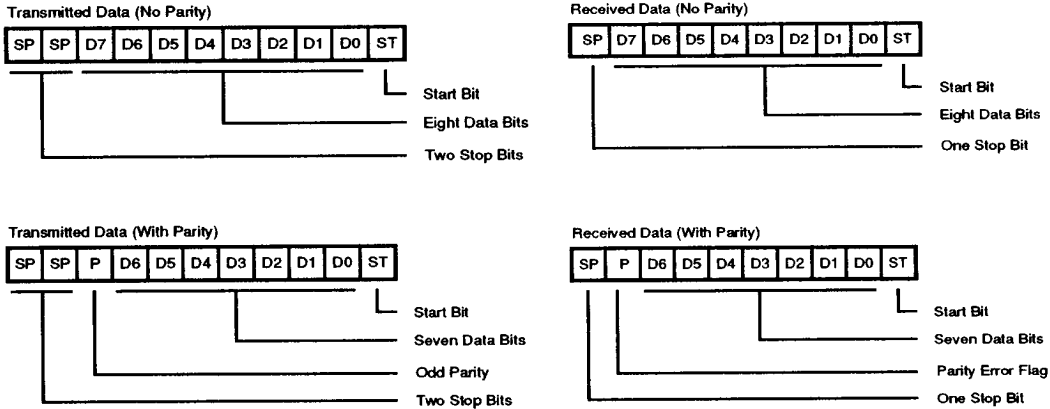 Transmitted Data (No Parity)
SP SP D7 D6 D5 D4 D3 D2 D1 D0 ST
Start Bit
Eight Data Bits
Two Stop Bits
Received Data (No Parity)
SP D7 D6 D5 D4 D3 D2 D1 D0 ST
Start Bit
Eight Data Bits
One Stop Bit
Transmitted Data (With Parity)
SP SP P D6 D5 D4 D3 D2 D1 D0 ST
Start Bit
Seven Data Bits
Odd Parity
Two Stop Bits
Received Data (With Parity)
SP P D6 D5 D4 D3 D2 D1 D0 ST
Start Bit
Seven Data Bits
Parity Error Flag
One Stop Bit